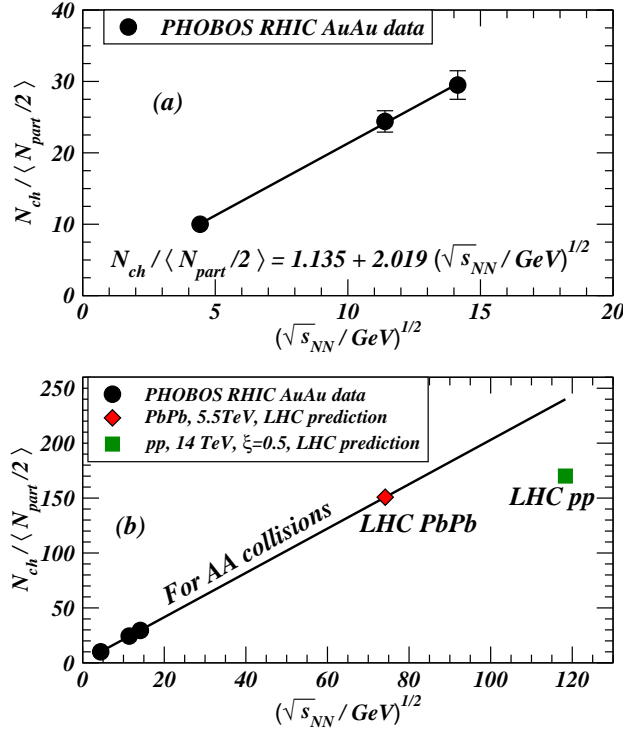 40
30
20
10
0
N_ch / ⟨ N_part /2 ⟩
PHOBOS RHIC AuAu data
(a)
N_ch / ⟨ N_part /2 ⟩ = 1.135 + 2.019 (√s_NN / GeV)^1/2
0 5 10 15 20
(√s_NN / GeV)^1/2
250
200
150
100
50
0
N_ch / ⟨ N_part /2 ⟩
PHOBOS RHIC AuAu data
PbPb, 5.5TeV, LHC prediction
pp, 14 TeV, ξ=0.5, LHC prediction
LHC pp
LHC PbPb
(b)
For AA collisions
0 20 40 60 80 100 120
(√s_NN / GeV)^1/2